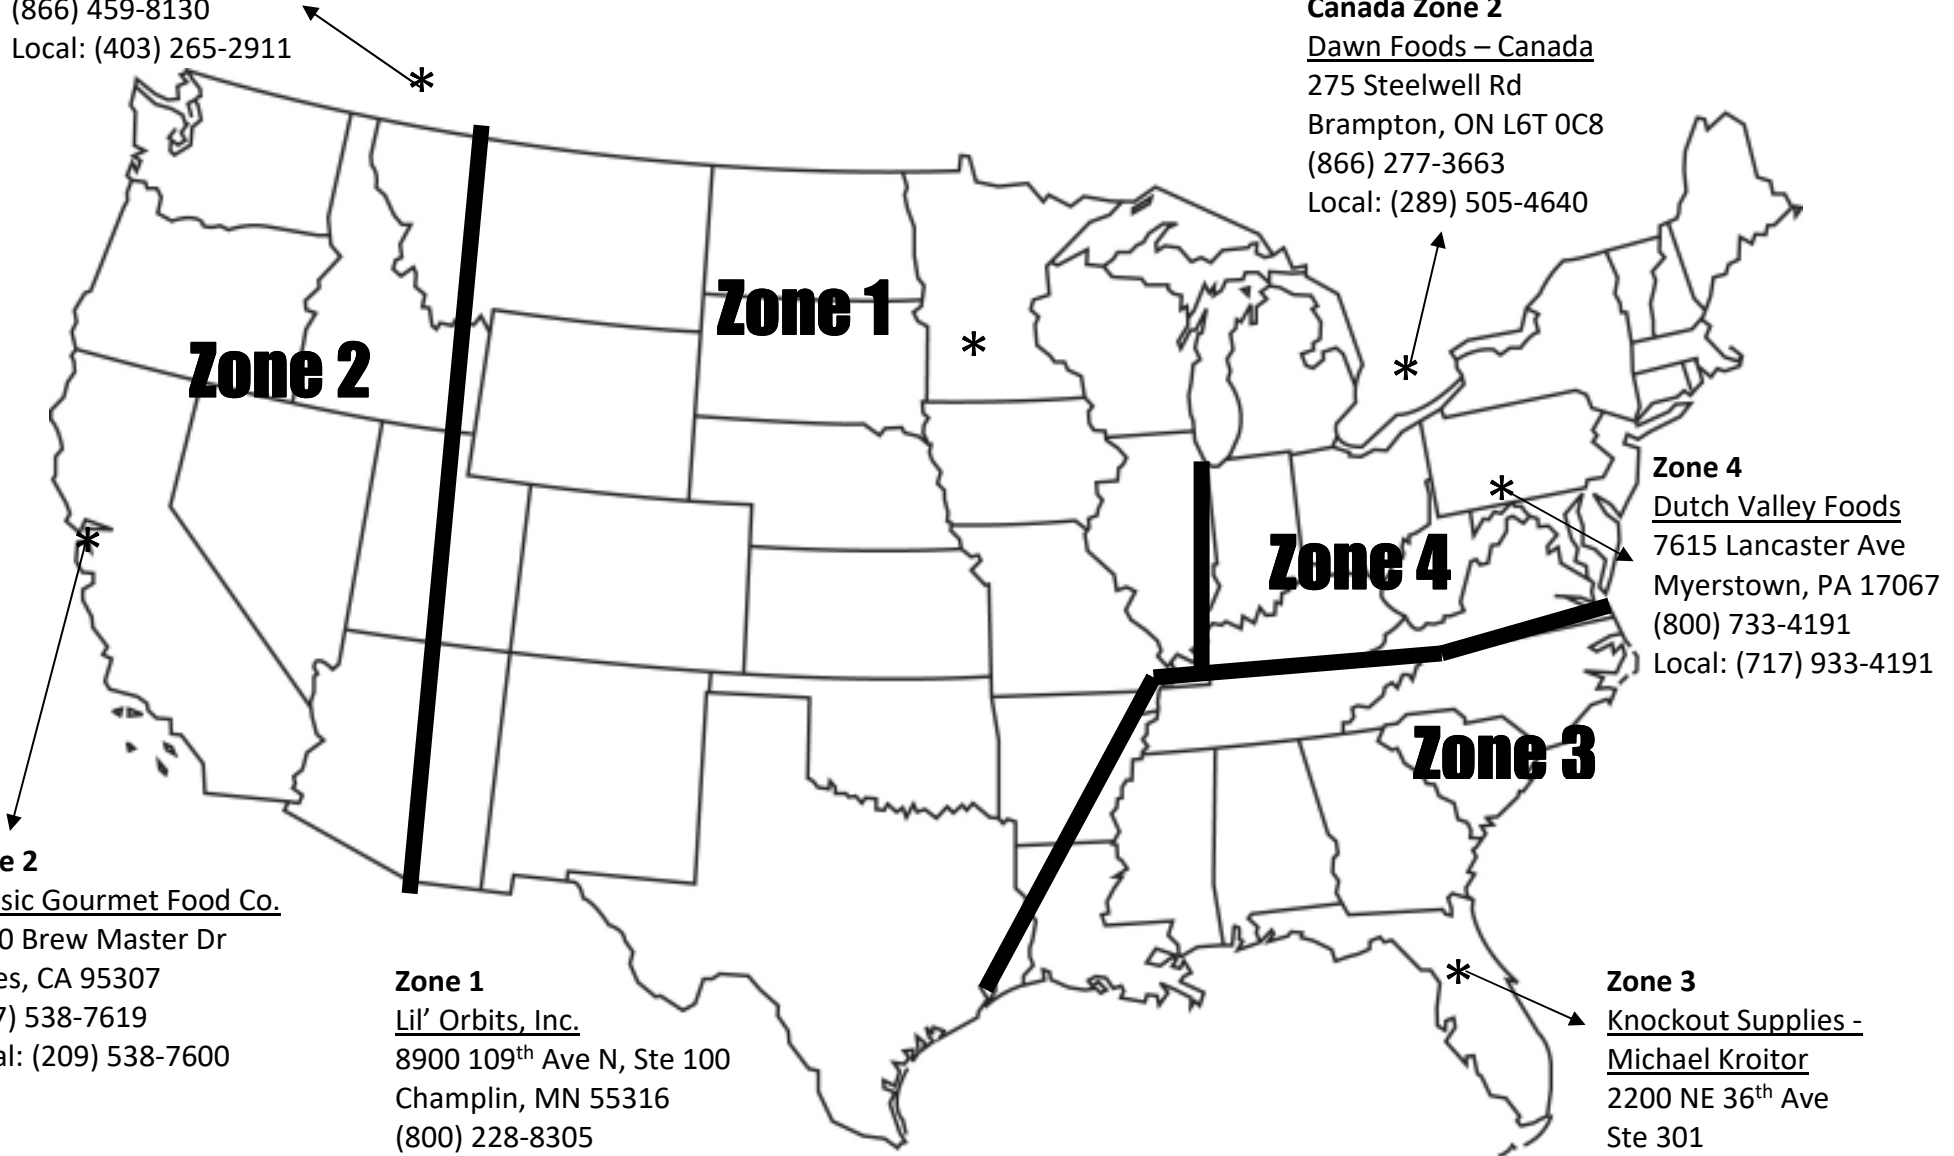 (866) 459-8130
Local: (403) 265-2911
Canada Zone 2
Dawn Foods – Canada
275 Steelwell Rd
Brampton, ON L6T 0C8
(866) 277-3663
Local: (289) 505-4640
Zone 1
Zone 2
Zone 4
Zone 3
Zone 4
Dutch Valley Foods
7615 Lancaster Ave
Myerstown, PA 17067
(800) 733-4191
Local: (717) 933-4191
2
Gourmet Food Co.
Brew Master Dr
CA 95307
538-7619
(209) 538-7600
Zone 1
Lil’ Orbits, Inc.
8900 109th Ave N, Ste 100
Champlin, MN 55316
(800) 228-8305
Zone 3
Knockout Supplies -
Michael Kroitor
2200 NE 36th Ave
Ste 301